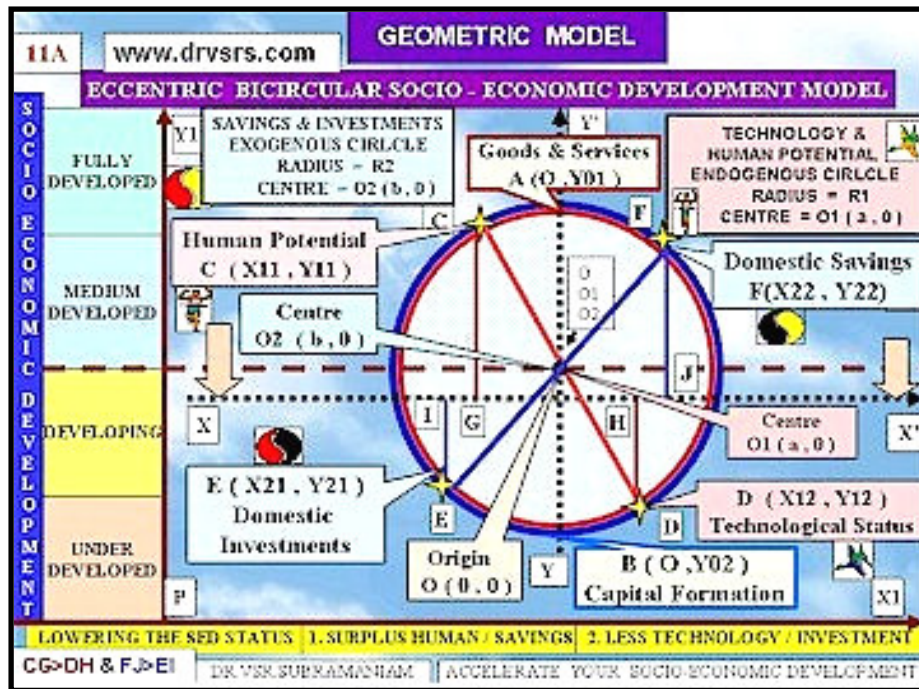 11A
www.drvsrs.com
GEOMETRIC MODEL
ECCENTRIC BICIRCULAR SOCIO - ECONOMIC DEVELOPMENT MODEL
SOCIO ECONOMIC DEVELOPMENT
FULLY
DEVELOPED
MEDIUM
DEVELOPED
DEVELOPING
UNDER
DEVELOPED
Y1
SAVINGS & INVESTMENTS
EXOGENOUS CIRLCLE
RADIUS = R2
CENTRE = O2 (b, 0)
Y'
Goods & Services
A (O , Y01)
TECHNOLOGY &
HUMAN POTENTIAL
ENDOGENOUS CIRLCLE
RADIUS = R1
CENTRE = O1 (a, 0)
C
F
Human Potential
C (X11 , Y11)
Domestic Savings
F(X22 , Y22)
O
O1
O2
Centre
O2 (b, 0)
J
I
G
H
X
X'
Centre
O1(a, 0)
E ( X21 , Y21 )
Domestic
Investments
E
D
D (X12 , Y12)
Technological Status
Origin
O (0, 0)
Y
B ( O , Y02)
Capital Formation
P
X1
LOWERING THE SED STATUS
1. SURPLUS HUMAN / SAVINGS
2. LESS TECHNOLOGY / INVESTMENT
CG>DH & FJ>EI
DR.VSR.SUBRAMANIAM
ACCELERATE YOUR SOCIO-ECONOMIC DEVELOPMENT